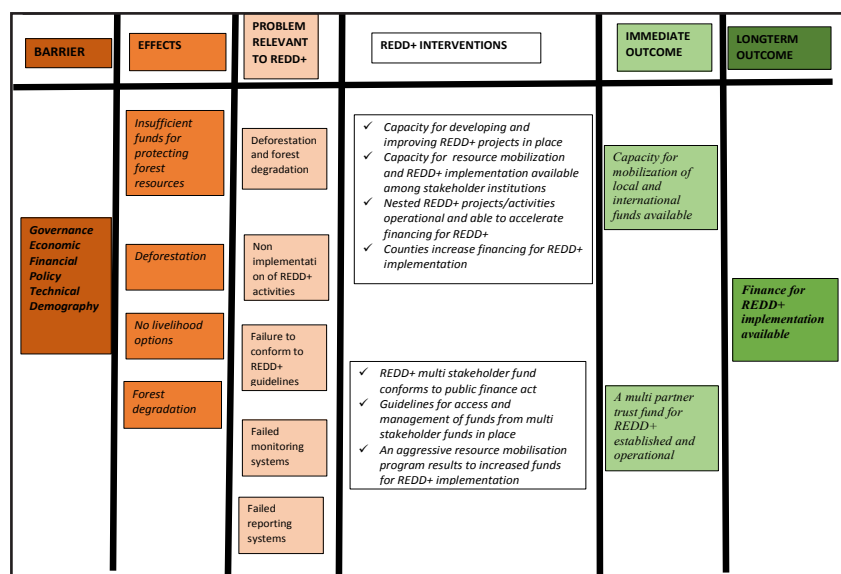 BARRIER
EFFECTS
PROBLEM
RELEVANT
TO REDD+
REDD+ INTERVENTIONS
IMMEDIATE
OUTCOME
LONGTERM
OUTCOME
Governance
Economic
Financial
Policy
Technical
Demography
Insufficient
funds for
protecting
forest
resources
Deforestation
No livelihood
options
Forest
degradation
Deforestation
and forest
degradation
Non
implementati
on of REDD+
activities
Failure to
conform to
REDD+
guidelines
Failed
monitoring
systems
Failed
reporting
systems
✓ Capacity for developing and
improving REDD+ projects in place
✓ Capacity for resource mobilization
and REDD+ implementation available
among stakeholder institutions
✓ Nested REDD+ projects/activities
operational and able to accelerate
financing for REDD+
✓ Counties increase financing for REDD+
implementation
✓ REDD+ multi stakeholder fund
conforms to public finance act
✓ Guidelines for access and
management of funds from multi
stakeholder funds in place
✓ An aggressive resource mobilisation
program results to increased funds
for REDD+ implementation
Capacity for
mobilization of
local and
international
funds available
A multi partner
trust fund for
REDD+
established and
operational
Finance for
REDD+
implementation
available